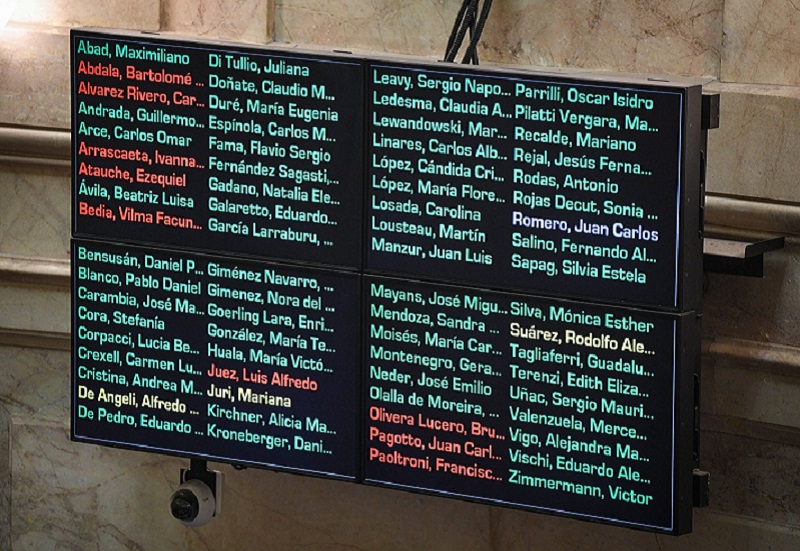 Abad, Maximiliano
Abdala, Bartolomé ...
Alvarez Rivero, Car...
Andrada, Guillermo...
Arce, Carlos Omar
Arrascaeta, Ivanna...
Atauche, Ezequiel
Ávila, Beatriz Luisa
Bedia, Vilma Facun...
Di Tullio, Juliana
Doñate, Claudio M...
Duré, María Eugenia
Espínola, Carlos M...
Fama, Flavio Sergio
Fernández Sagasti,...
Gadano, Natalia Ele...
Galaretto, Eduardo...
García Larraburu, ...
Leavy, Sergio Napo...
Ledesma, Claudia A...
Lewandowski, Mar...
Linares, Carlos Alb...
López, Cándida Cri...
López, María Flore...
Losada, Carolina
Lousteau, Martín
Manzur, Juan Luis
Parrilli, Oscar Isidro
Pilatti Vergara, Ma...
Recalde, Mariano
Rejal, Jesús Ferna...
Rodas, Antonio
Rojas Decut, Sonia ...
Romero, Juan Carlos
Salino, Fernando Al...
Sapag, Silvia Estela
Bensusán, Daniel P...
Blanco, Pablo Daniel
Carambia, José Ma...
Cora, Stefanía
Corpacci, Lucia Be...
Crexell, Carmen Lu...
Cristina, Andrea M...
De Angeli, Alfredo ...
De Pedro, Eduardo ...
Giménez Navarro, ...
Gimenez, Nora del ...
Goerling Lara, Enri...
González, María Te...
Huala, María Victó...
Juez, Luis Alfredo
Juri, Mariana
Kirchner, Alicia Ma...
Kroneberger, Dani...
Mayans, José Migu...
Mendoza, Sandra ...
Moisés, María Car...
Montenegro, Gera...
Neder, José Emilio
Olalla de Moreira, ...
Olivera Lucero, Bru...
Pagotto, Juan Carl...
Paoltroni, Francisc...
Silva, Mónica Esther
Suárez, Rodolfo Ale...
Tagliaferri, Guadalu...
Terenzi, Edith Eliza...
Uñac, Sergio Mauri...
Valenzuela, Merce...
Vigo, Alejandra Ma...
Vischi, Eduardo Ale...
Zimmermann, Victor